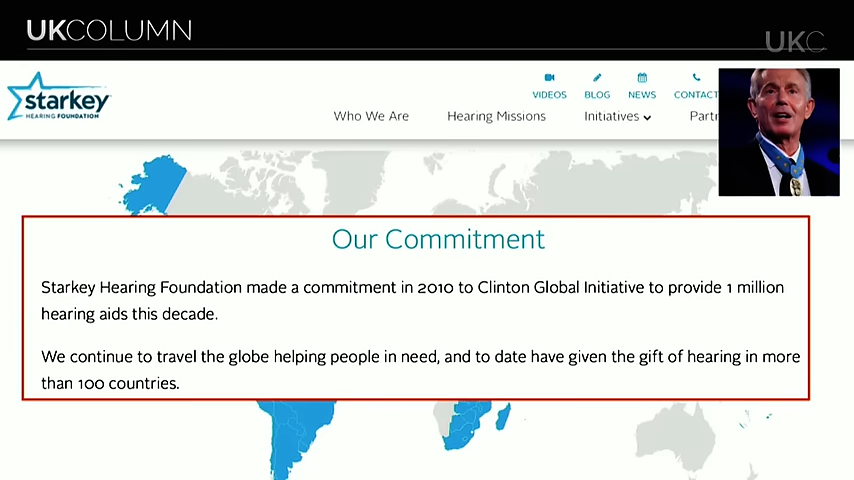 UKCOLUMN
UKC
starkey
HEARING FOUNDATION
VIDEOS BLOG NEWS CONTACT
Who We Are Hearing Missions Initiatives Partn
Our Commitment
Starkey Hearing Foundation made a commitment in 2010 to Clinton Global Initiative to provide 1 million
hearing aids this decade.
We continue to travel the globe helping people in need, and to date have given the gift of hearing in more
than 100 countries.